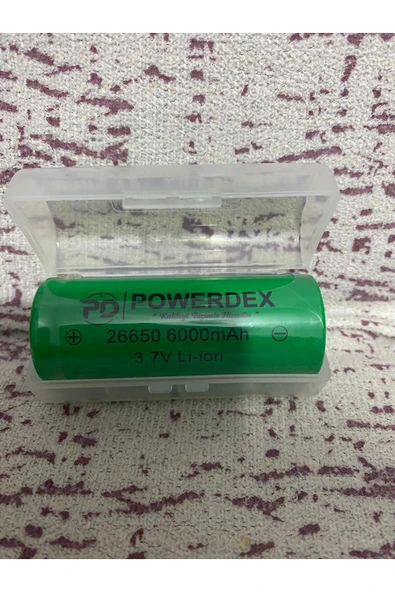 PD POWERDEX
+ 26650 6000mAh -
3.7V Li-ion